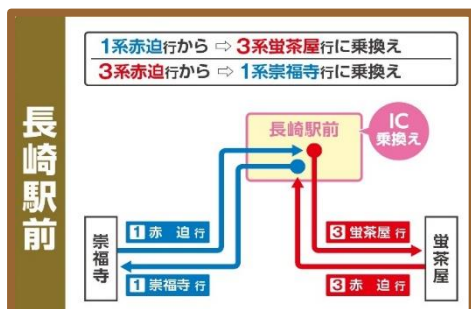 1系赤迫行から⇨3系蛍茶屋行に乗換え
3系赤迫行から⇨1系崇福寺行に乗換え
長崎駅前
長崎駅前
IC
乗換え
崇福寺
1 赤 迫 行
1 崇福寺 行
3 蛍茶屋 行
3 赤 迫 行
蛍茶屋